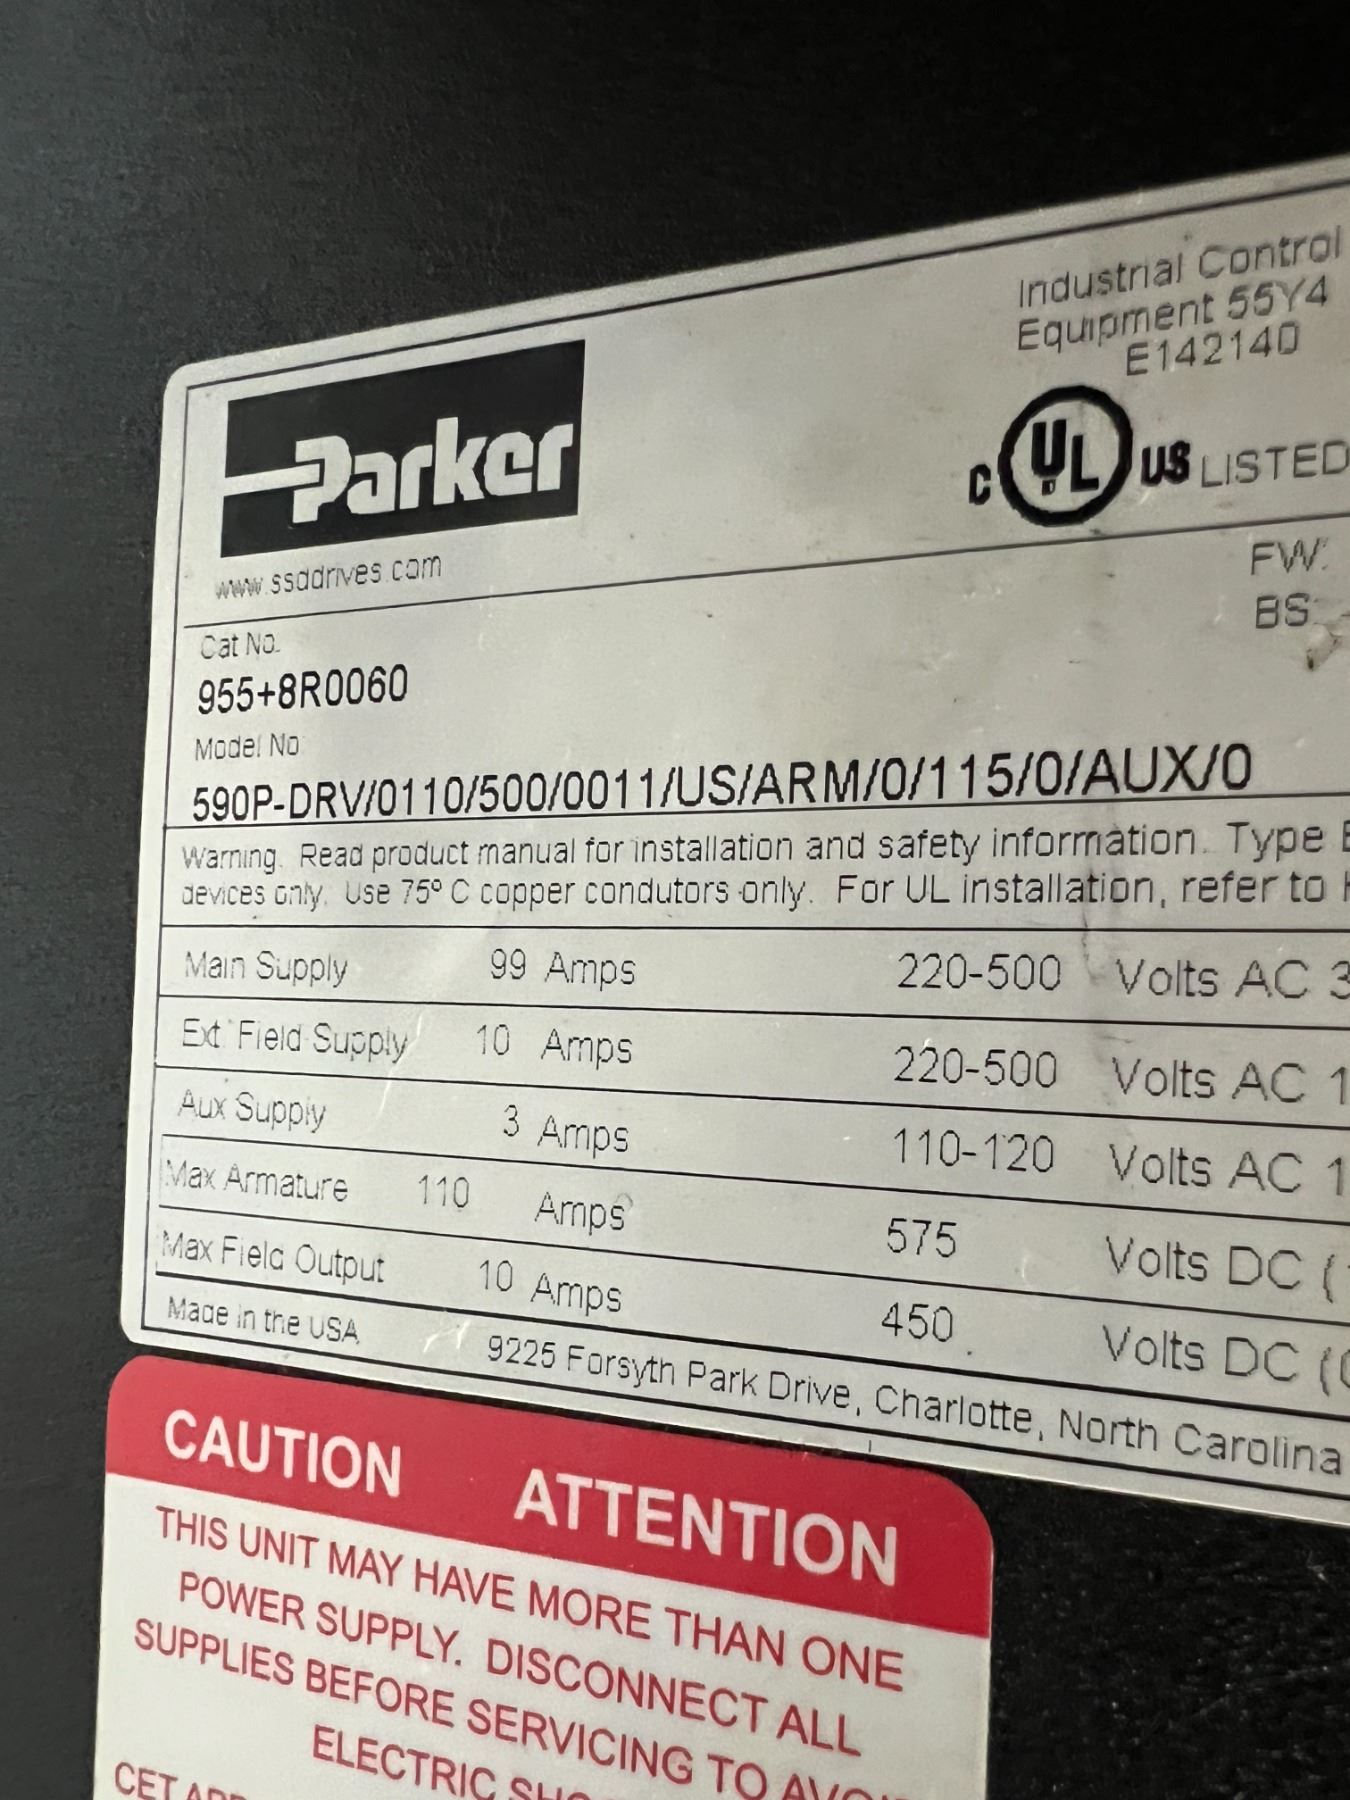 Industrial Control
Equipment 55Y4
E142140
Parker
C UL US LISTED
www.ssddrives.com
FW:
BS:
Cat No.
955+8R0060
Model No
590P-DRV/0110/500/0011/US/ARM/0/115/0/AUX/0
Warning. Read product manual for installation and safety information. Type
devices only. Use 75° C copper condutors only. For UL installation, refer to
Main Supply 99 Amps 220-500 Volts AC 3
Ext. Field Supply 10 Amps 220-500 Volts AC 1
Aux Supply 3 Amps 110-120 Volts AC 1
Max Armature 110 Amps 575 Volts DC (
Max Field Output 10 Amps 450 Volts DC (
Made in the USA 9225 Forsyth Park Drive, Charlotte, North Carolina
CAUTION ATTENTION
THIS UNIT MAY HAVE MORE THAN ONE
POWER SUPPLY. DISCONNECT ALL
SUPPLIES BEFORE SERVICING TO
ELECTRIC
CET